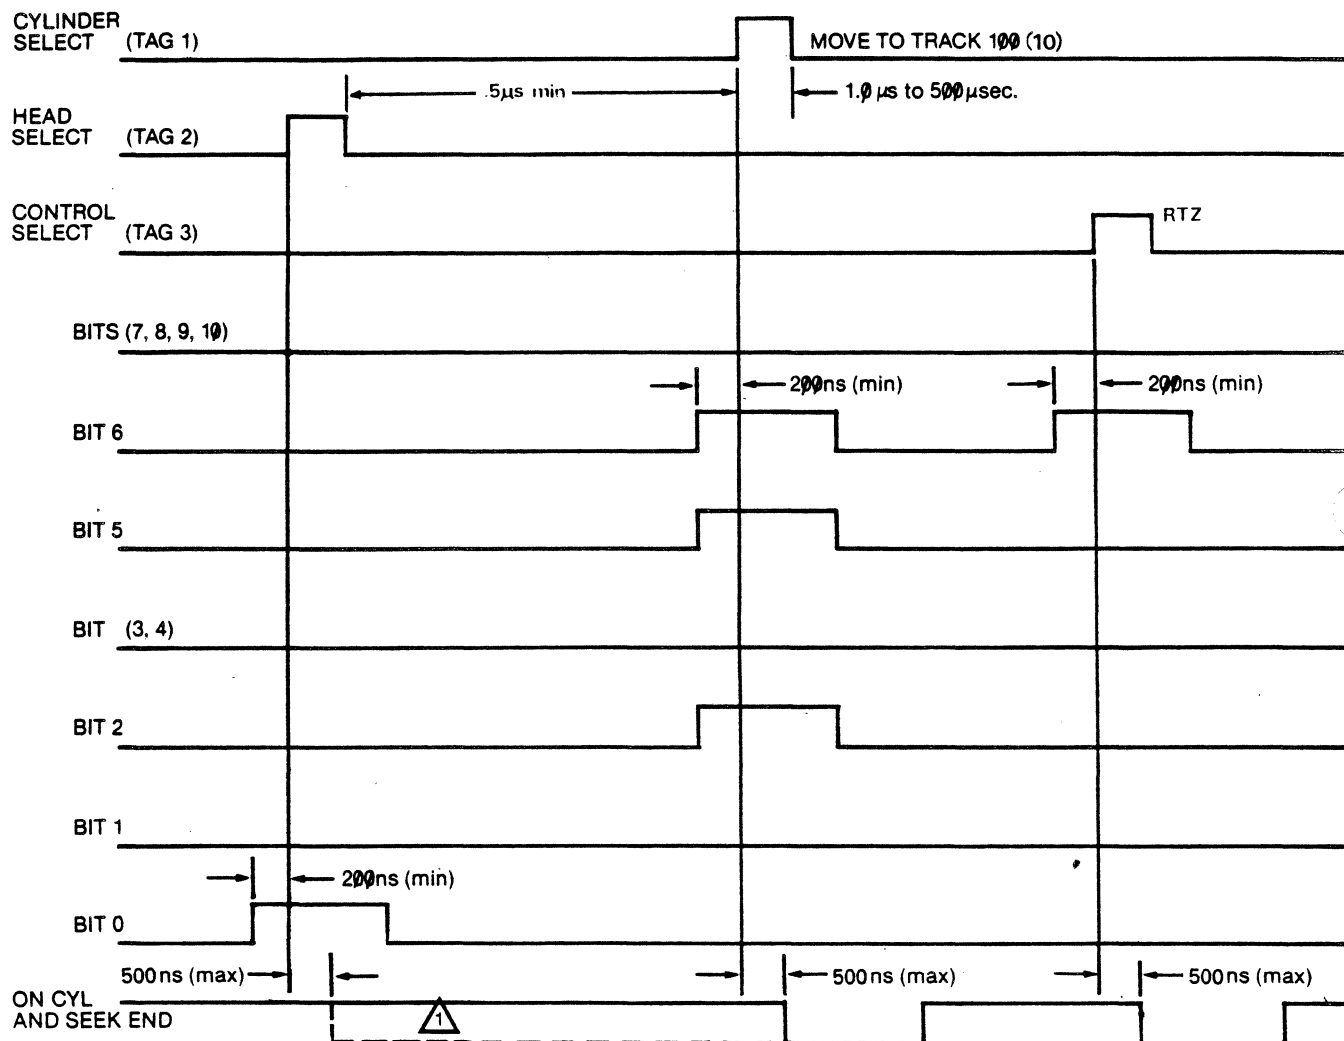 CYLINDER
SELECT (TAG 1)
MOVE TO TRACK 100 (10)
.5µs min
1.0 µs to 500 µsec.
HEAD
SELECT (TAG 2)
CONTROL
SELECT (TAG 3)
RTZ
BITS (7, 8, 9, 10)
200ns (min)
200ns (min)
BIT 6
BIT 5
BIT (3, 4)
BIT 2
BIT 1
200ns (min)
BIT 0
500ns (max)
500ns (max)
500ns (max)
ON CYL
AND SEEK END
1